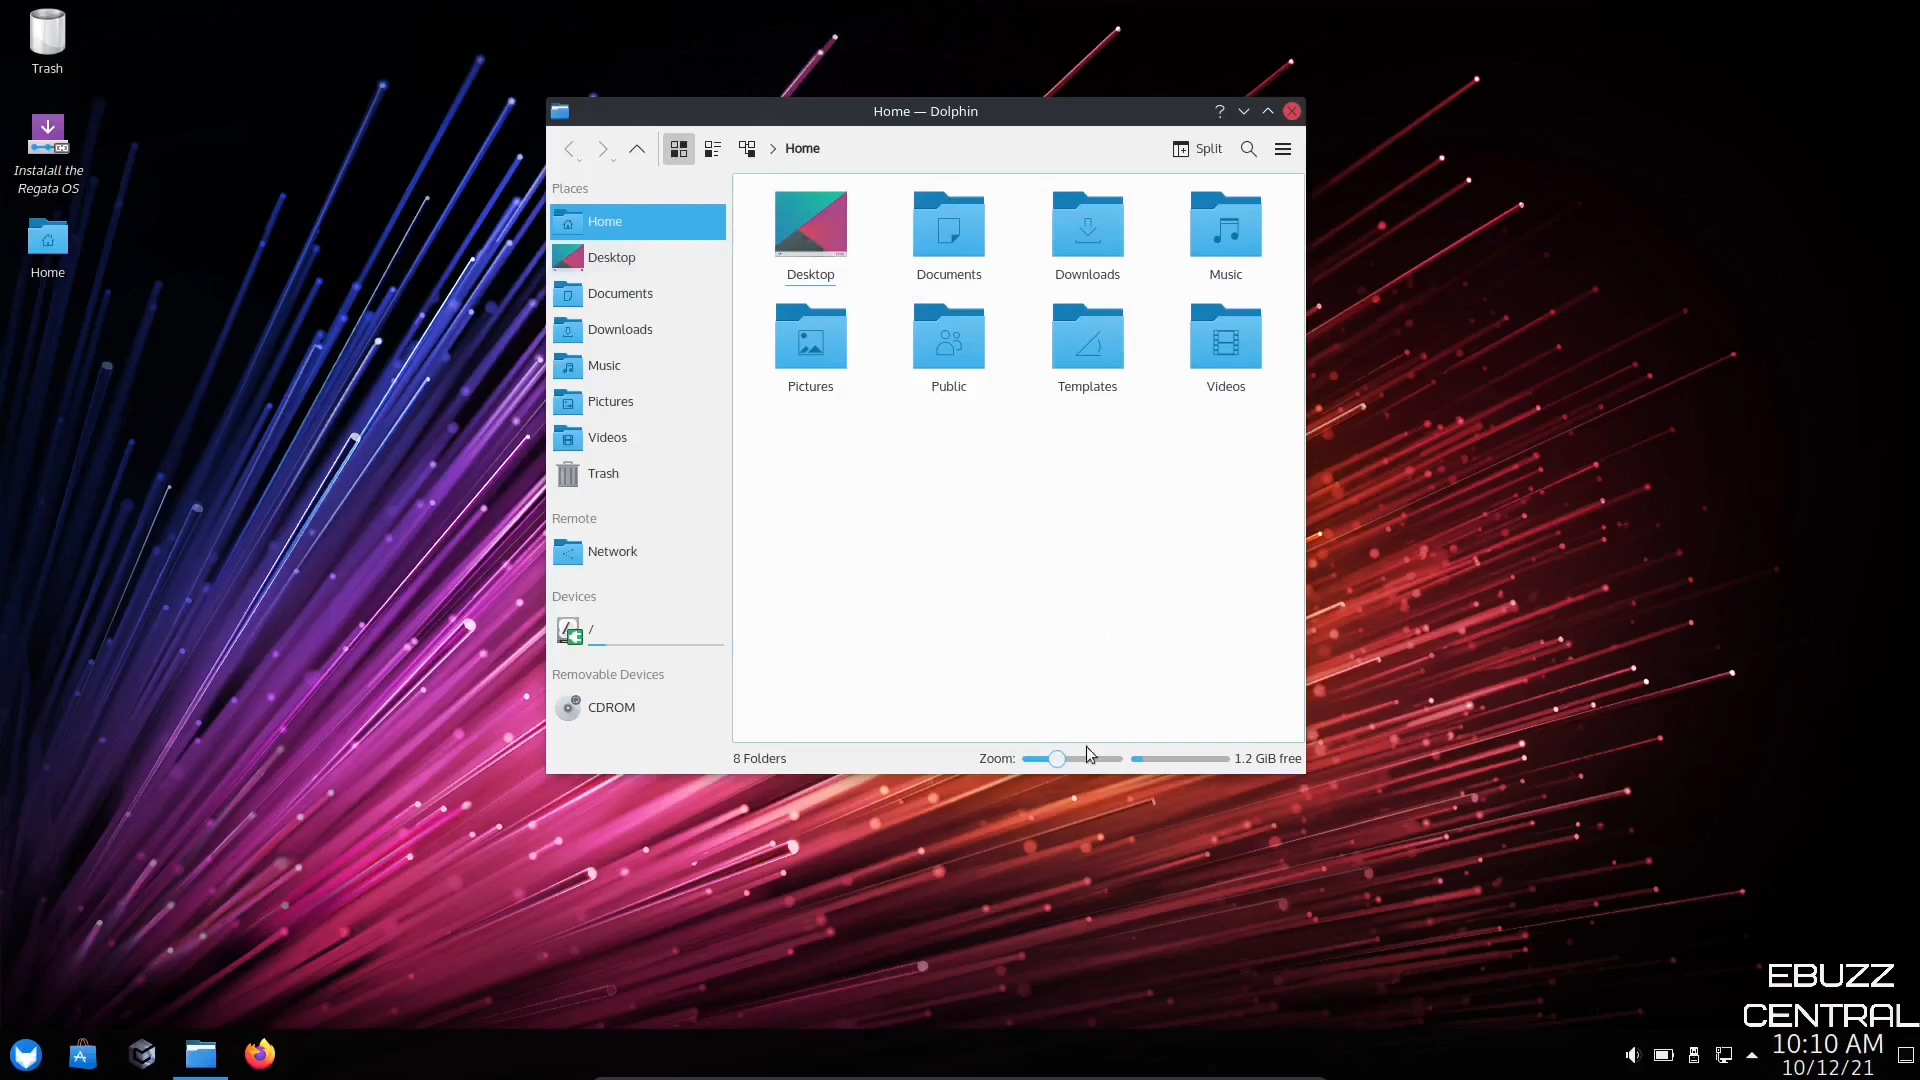 Trash
Instalall the
Regata OS
Home
Home — Dolphin
Home
Split
Places
Home
Desktop
Documents
Downloads
Music
Pictures
Videos
Trash
Remote
Network
Devices
/
Removable Devices
CDROM
Desktop
Documents
Downloads
Music
Pictures
Public
Templates
Videos
8 Folders
Zoom:
1.2 GiB free
EBUZZ
CENTRAL
10:10 AM
10/12/21